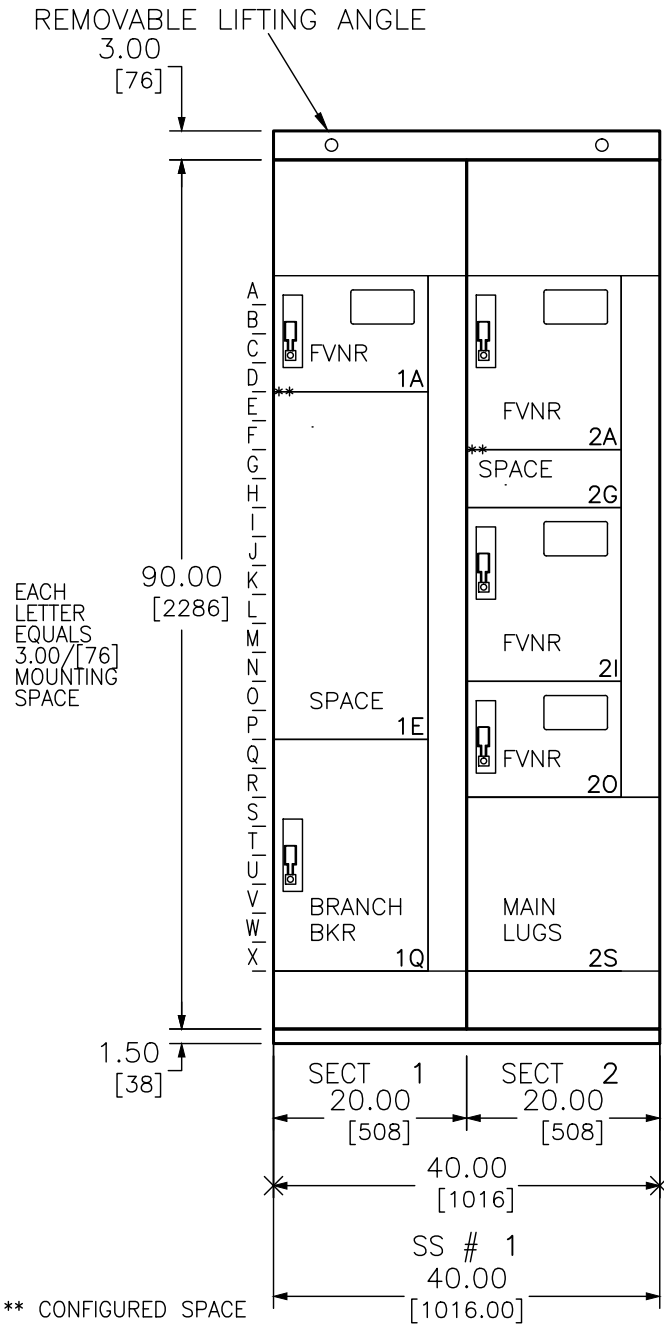 REMOVABLE LIFTING ANGLE
3.00
[76]
A
B
C
D
E
F
G
H
I
J
K
L
M
N
O
P
Q
R
S
T
U
V
W
X
FVNR
1A
**
SPACE
1E
BRANCH
BKR
1Q
FVNR
2A
**
SPACE
2G
FVNR
2I
FVNR
2O
MAIN
LUGS
2S
90.00
[2286]
EACH
LETTER
EQUALS
3.00/[76]
MOUNTING
SPACE
1.50
[38]
SECT 1
20.00
[508]
SECT 2
20.00
[508]
40.00
[1016]
SS # 1
40.00
[1016.00]
** CONFIGURED SPACE